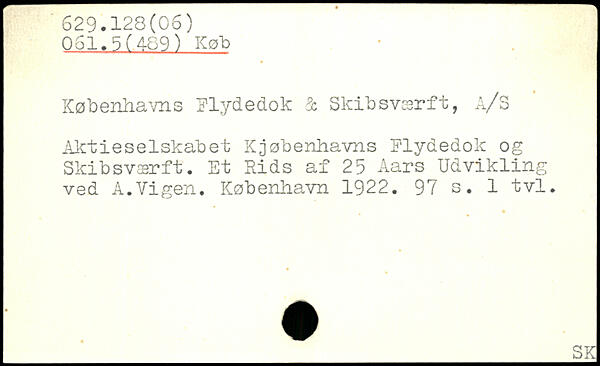 629.128(06)
061.5(489) Køb
Københavns Flydedok & Skibsværft, A/S
Aktieselskabet Kjøbenhavns Flydedok og
Skibsværft. Et Rids af 25 Aars Udvikling
ved A.Vigen. København 1922. 97 s. 1 tvl.
SK